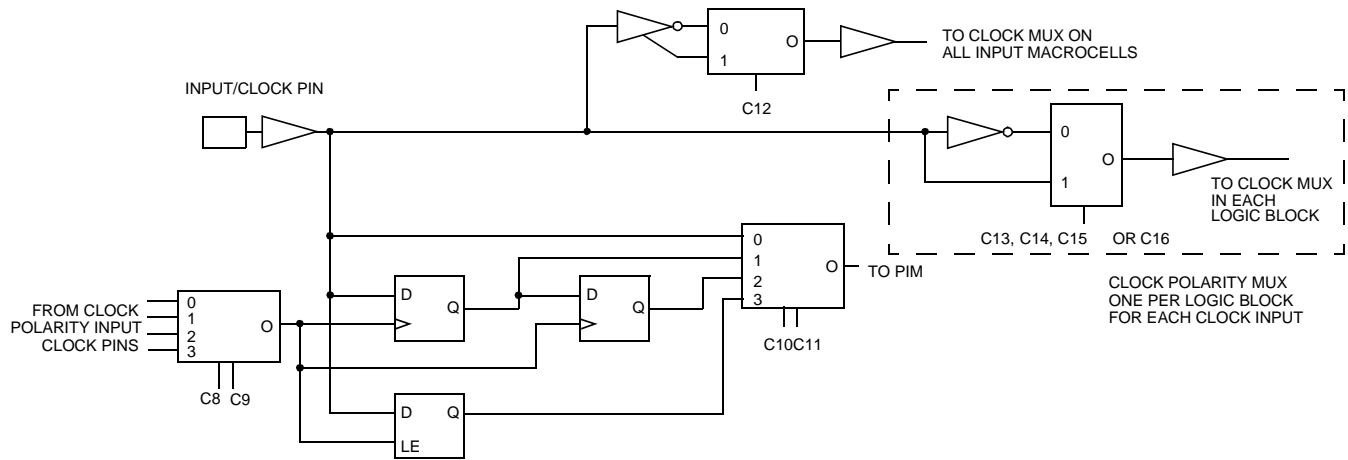 0
O
1
C12
TO CLOCK MUX ON
ALL INPUT MACROCELLS
INPUT/CLOCK PIN
0
O
1
TO CLOCK MUX
IN EACH
LOGIC BLOCK
C13, C14, C15 OR C16
CLOCK POLARITY MUX
ONE PER LOGIC BLOCK
FOR EACH CLOCK INPUT
0
1
2
3
O
TO PIM
C10C11
FROM CLOCK
POLARITY INPUT
CLOCK PINS
0
1
2
3
O
C8 C9
D
Q
D
Q
D
Q
LE